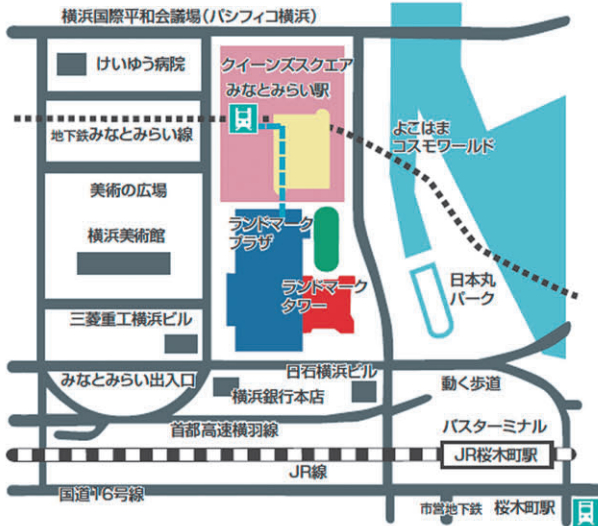 横浜国際平和会議場(パシフィコ横浜)
けいゆう病院
クイーンズスクエア
みなとみらい駅
地下鉄みなとみらい線
よこはま
コスモワールド
美術の広場
横浜美術館
ランドマーク
プラザ
ランドマーク
タワー
日本丸
パーク
三菱重工横浜ビル
みなとみらい出入口
日石横浜ビル
横浜銀行本店
動く歩道
首都高速横羽線
バスターミナル
JR桜木町駅
JR線
国道16号線
市営地下鉄 桜木町駅